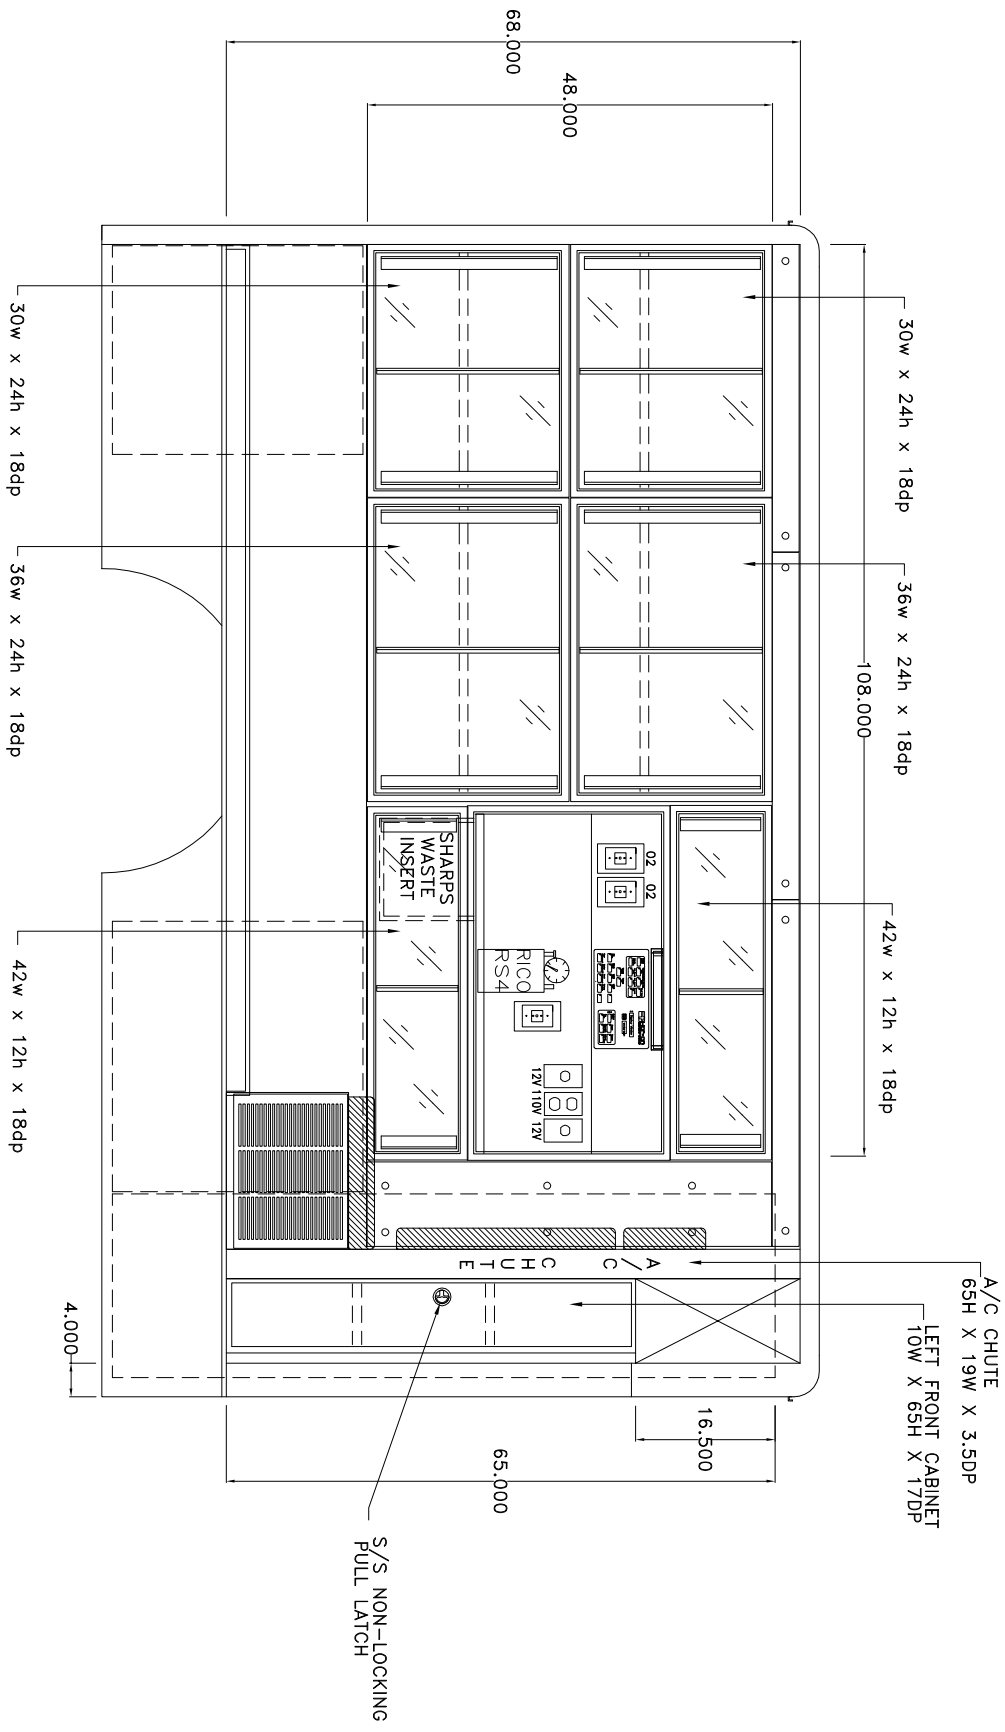 68.000
48.000
30w x 24h x 18dp
36w x 24h x 18dp
108.000
42w x 12h x 18dp
A/C CHUTE
65H X 19W X 3.5DP
LEFT FRONT CABINET
10W X 65H X 17DP
O2
O2
12V
110V
12V
RICO
RS4
SHARPS
WASTE
INSERT
A/C
CHUTE
16.500
65.000
4.000
S/S NON-LOCKING
PULL LATCH
30w x 24h x 18dp
36w x 24h x 18dp
42w x 12h x 18dp